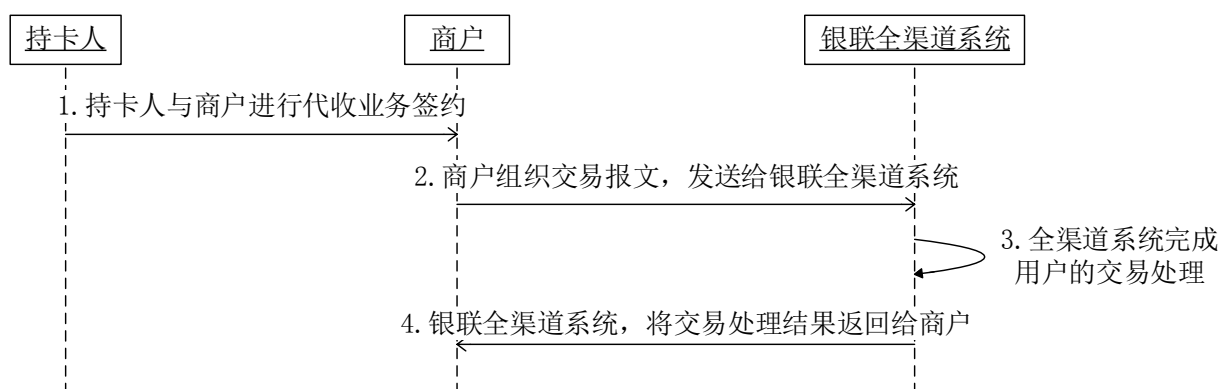 持卡人
商户
银联全渠道系统
1.持卡人与商户进行代收业务签约
2.商户组织交易报文，发送给银联全渠道系统
3.全渠道系统完成
用户的交易处理
4.银联全渠道系统，将交易处理结果返回给商户